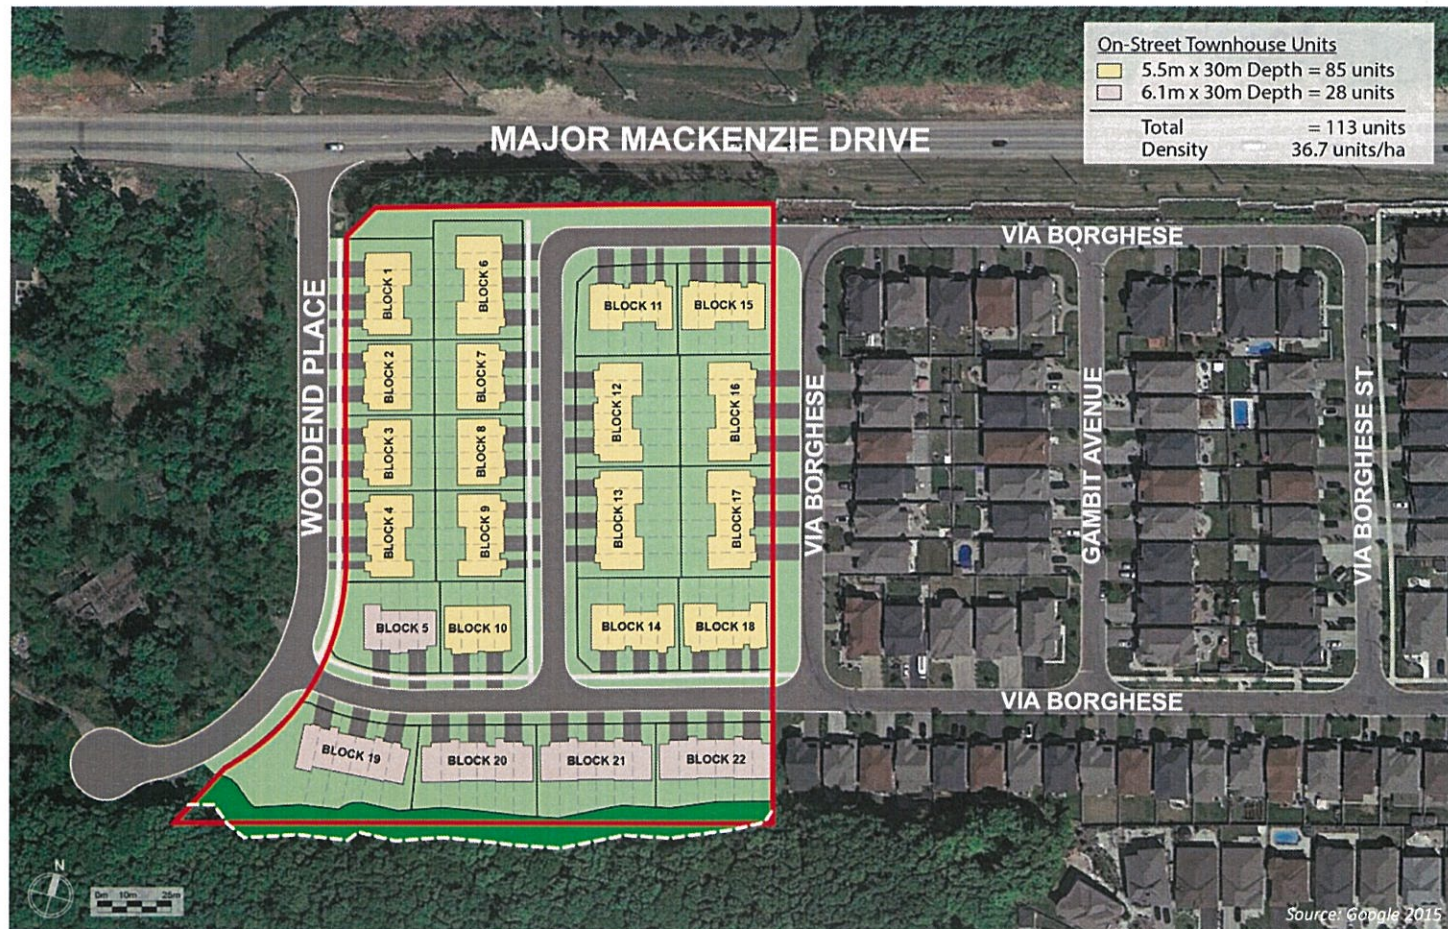 On-Street Townhouse Units
5.5m x 30m Depth = 85 units
6.1m x 30m Depth = 28 units
Total = 113 units
Density 36.7 units/ha
MAJOR MACKENZIE DRIVE
VIA BORGHESE
WOODEND PLACE
BLOCK 1
BLOCK 6
BLOCK 11
BLOCK 15
BLOCK 2
BLOCK 7
BLOCK 12
BLOCK 16
BLOCK 3
BLOCK 8
BLOCK 4
BLOCK 9
BLOCK 13
BLOCK 17
VIA BORGHESE
GAMBIT AVENUE
VIA BORGHESE ST
BLOCK 5
BLOCK 10
BLOCK 14
BLOCK 18
VIA BORGHESE
BLOCK 19
BLOCK 20
BLOCK 21
BLOCK 22
N
0m 10m 25m
Source: Google 2015